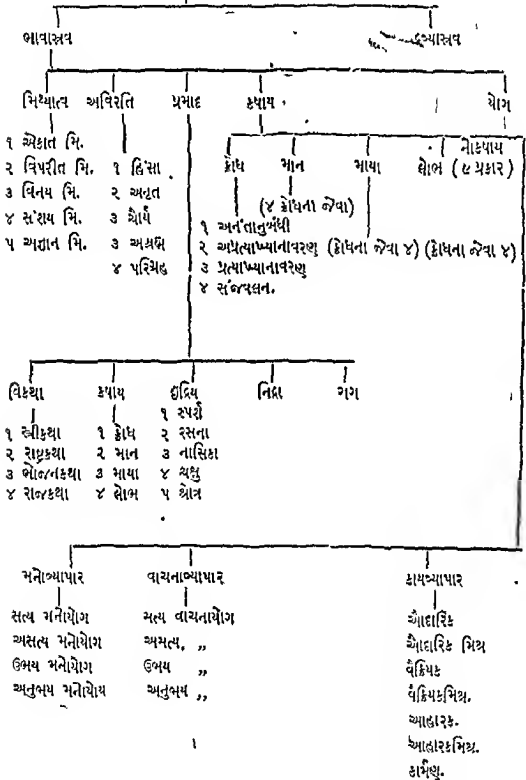 ભાવાસ્રવ
દ્રવ્યાસ્રવ
મિથ્યાત્વ અવિરતિ પ્રમાદ કષાય યોગ
૧ એકાંત મિ.
૨ વિપરીત મિ.
૩ વિનય મિ.
૪ સંશય મિ.
૫ અજ્ઞાન મિ.
૧ હિંસા
૨ અનૃત
૩ ચૌર્ય
૩ અબ્રહ્મ
૪ પરિગ્રહ
ક્રોધ માન માયા લોભ નોકષાય (૯ પ્રકાર)
(૪ ક્રોધના જેવા)
૧ અનંતાનુબંધી
૨ અપ્રત્યાખ્યાનાવરણ (ક્રોધના જેવા ૪) (ક્રોધના જેવા ૪)
૩ પ્રત્યાખ્યાનાવરણ
૪ સંજ્વલન.
વિકથા કષાય ઇંદ્રિય નિદ્રા રાગ
૧ સ્ત્રીકથા
૨ રાષ્ટ્રકથા
૩ ભોજનકથા
૪ રાજકથા
૧ ક્રોધ
૨ માન
૩ માયા
૪ લોભ
૧ સ્પર્શ
૨ રસના
૩ નાસિકા
૪ ચક્ષુ
૫ શ્રોત્ર
મનોવ્યાપાર વાચનાવ્યાપાર કાયવ્યાપાર
સત્ય મનોયોગ
અસત્ય મનોયોગ
ઉભય મનોયોગ
અનુભય મનોયોગ
સત્ય વાચનાયોગ
અસત્ય, ,,
ઉભય ,,
અનુભય ,,
ઔદારિક
ઔદારિક મિશ્ર
વૈક્રિયક
વૈક્રિયકમિશ્ર.
આહારક.
આહારકમિશ્ર.
કાર્મણ.